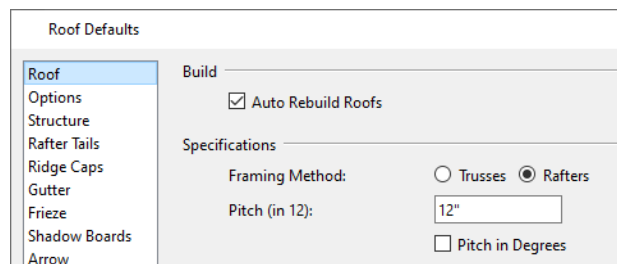 Roof Defaults
Roof
Options
Structure
Rafter Tails
Ridge Caps
Gutter
Frieze
Shadow Boards
Arrow
Build
Auto Rebuild Roofs
Specifications
Framing Method:
Trusses Rafters
Pitch (in 12):
12"
Pitch in Degrees